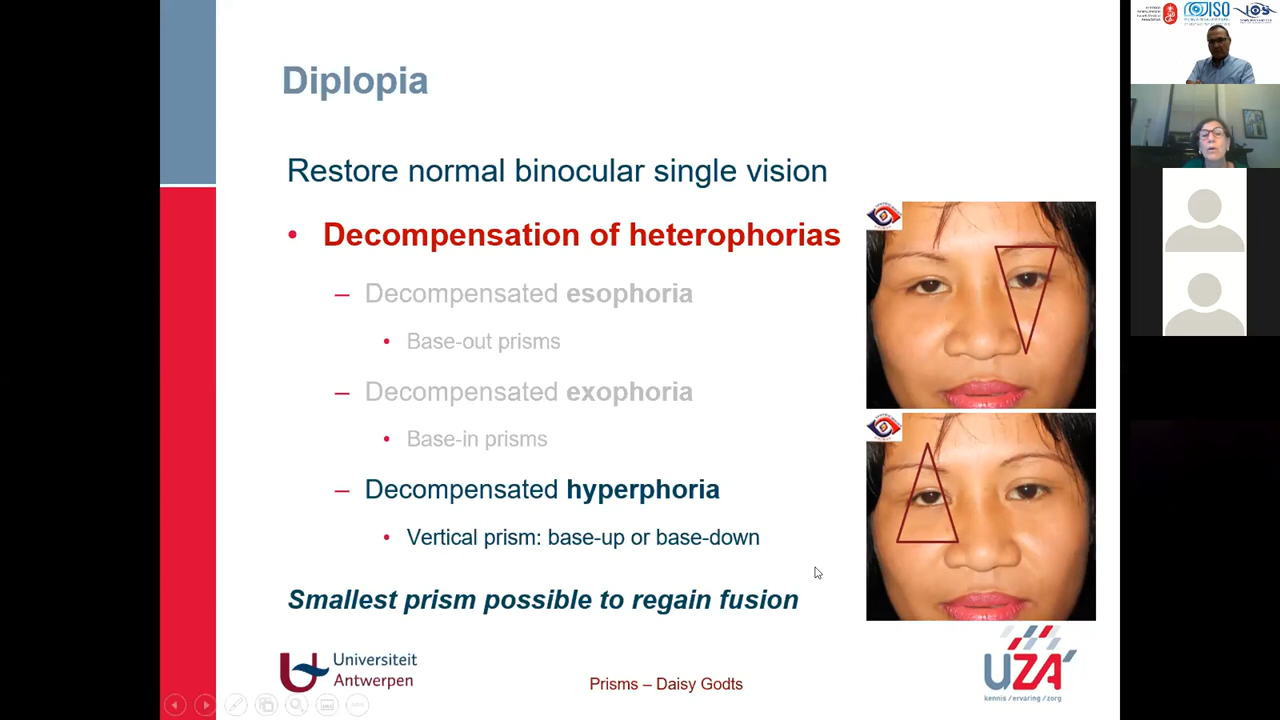 Diplopia
Restore normal binocular single vision
• Decompensation of heterophorias
– Decompensated esophoria
• Base-out prisms
– Decompensated exophoria
• Base-in prisms
– Decompensated hyperphoria
• Vertical prism: base-up or base-down
Smallest prism possible to regain fusion
Universiteit
Antwerpen
Prisms – Daisy Godts
UZA
kennis / ervaring / zorg
ISO
IOS